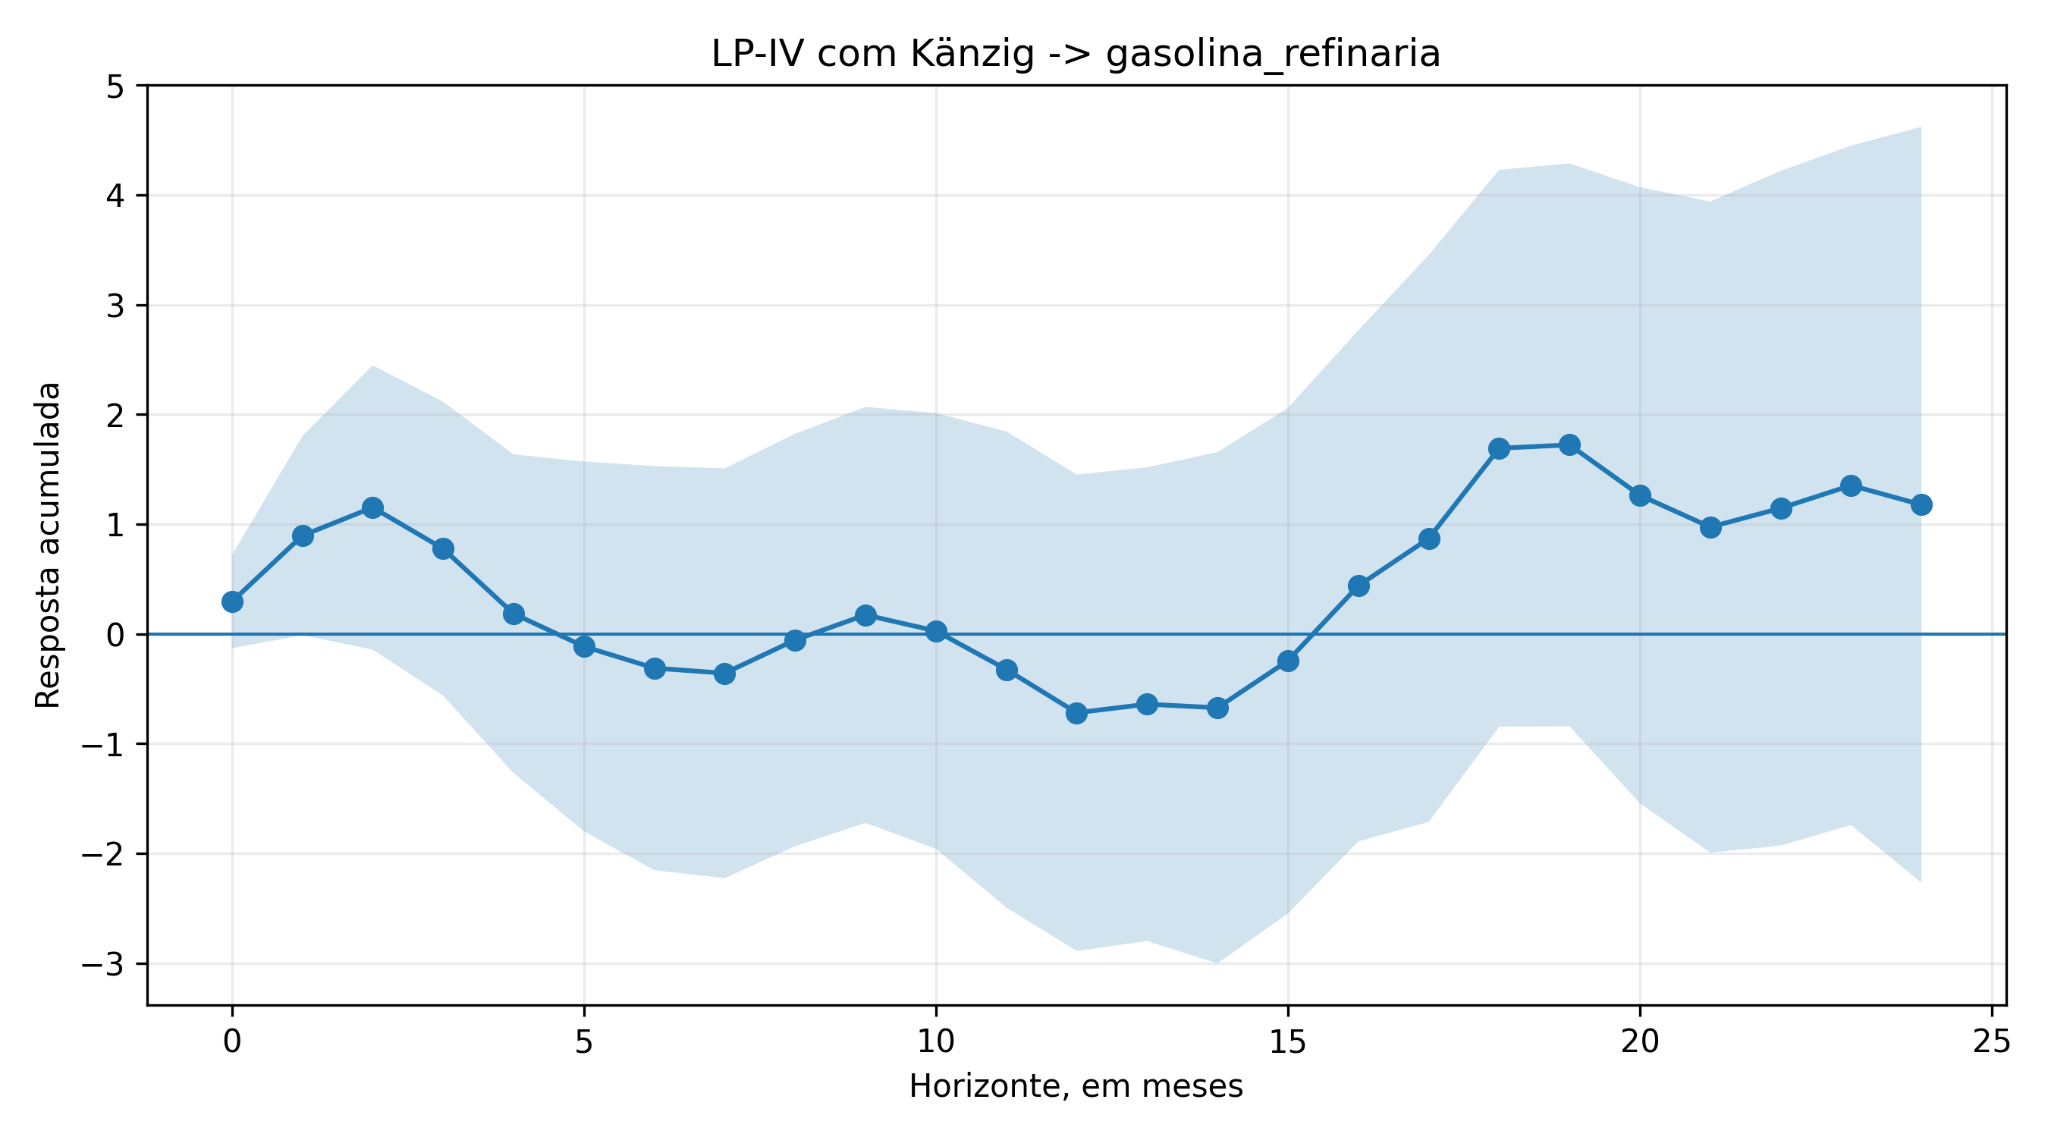 LP-IV com Känzig -> gasolina_refinaria
5
4
3
2
1
0
−1
−2
−3
Resposta acumulada
0 5 10 15 20 25
Horizonte, em meses